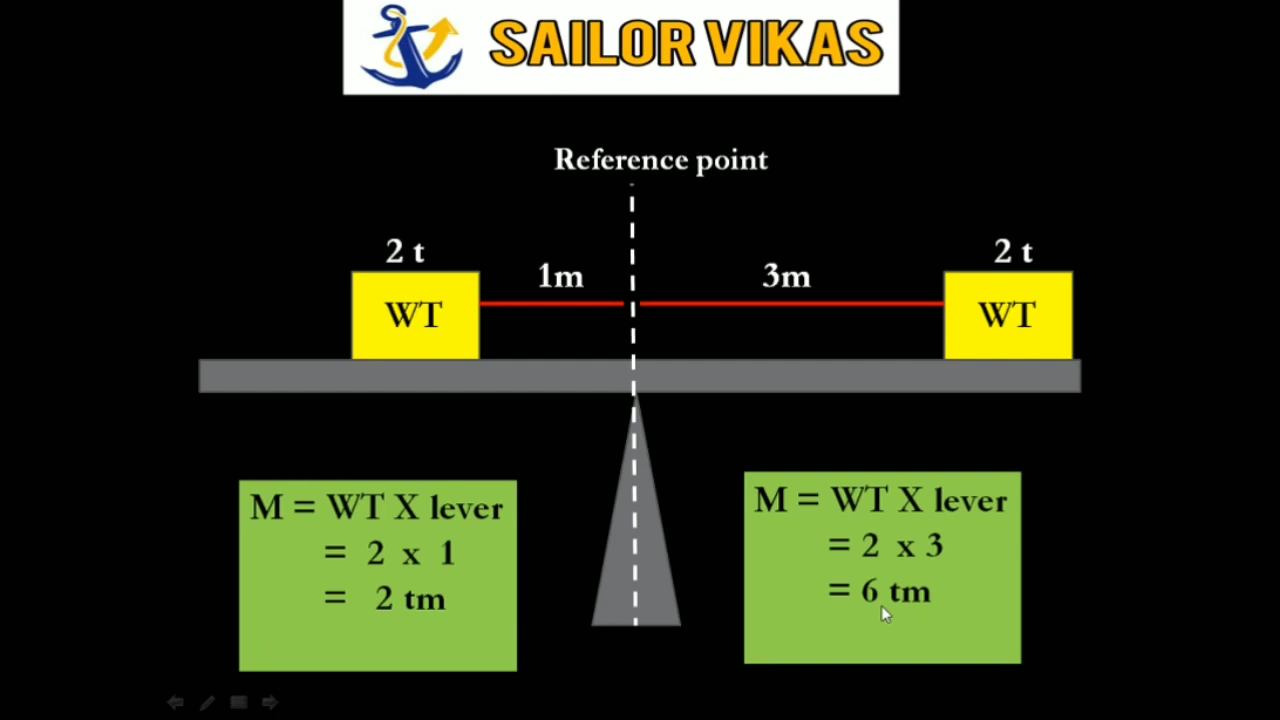 SAILOR VIKAS
Reference point
2 t
2 t
1m
3m
WT
WT
M = WT X lever
= 2 x 1
= 2 tm
M = WT X lever
= 2 x 3
= 6 tm